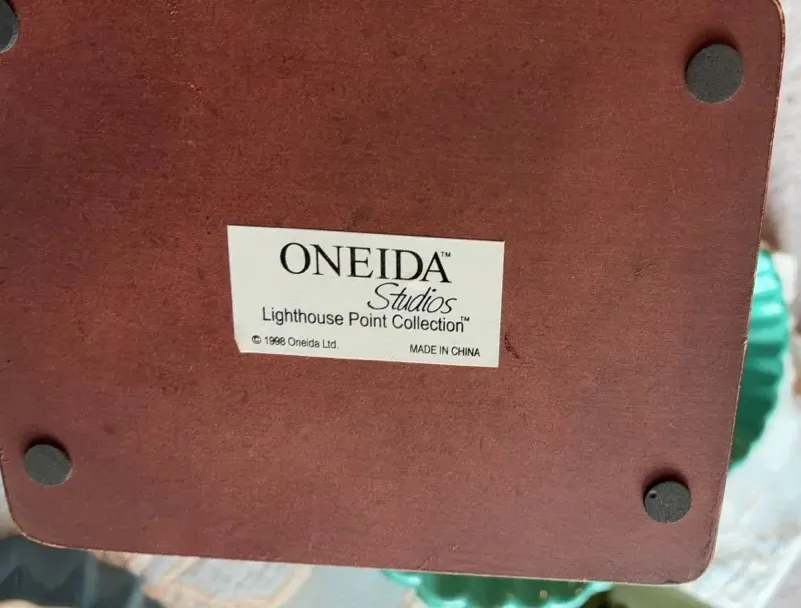 ONEIDA™
Studios
Lighthouse Point Collection™
© 1998 Oneida Ltd. MADE IN CHINA